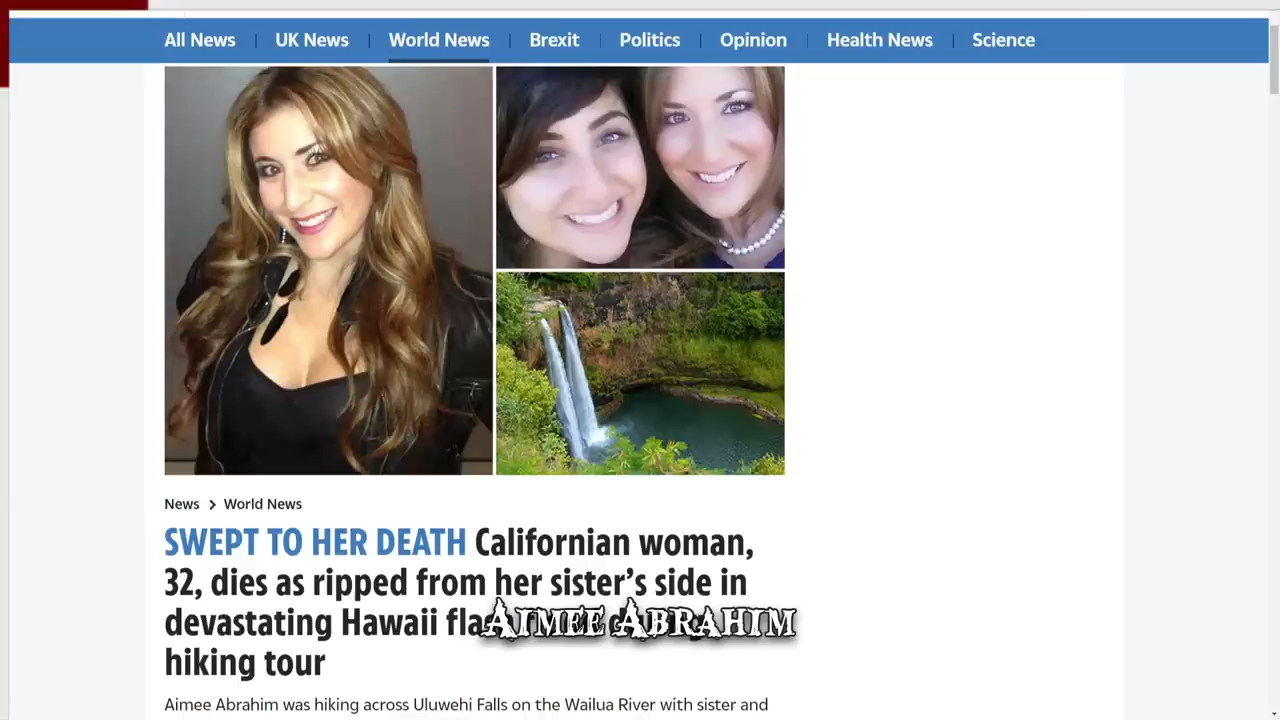 All News UK News World News Brexit Politics Opinion Health News Science
News World News
SWEPT TO HER DEATH Californian woman,
32, dies as ripped from her sister’s side in
devastating Hawaii
AIMEE ABRAHIM
hiking tour
Aimee Abrahim was hiking across Uluwehi Falls on the Wailua River with sister and